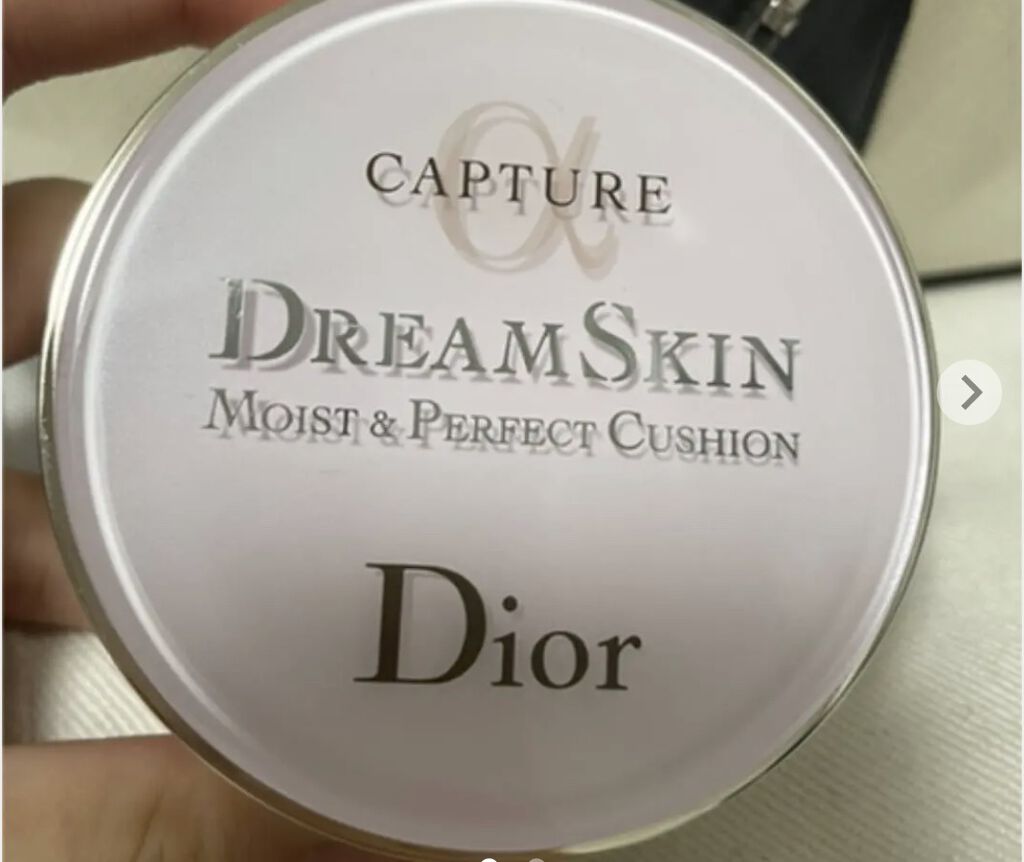 CAPTURE
DREAMSKIN
MOIST & PERFECT CUSHION
Dior